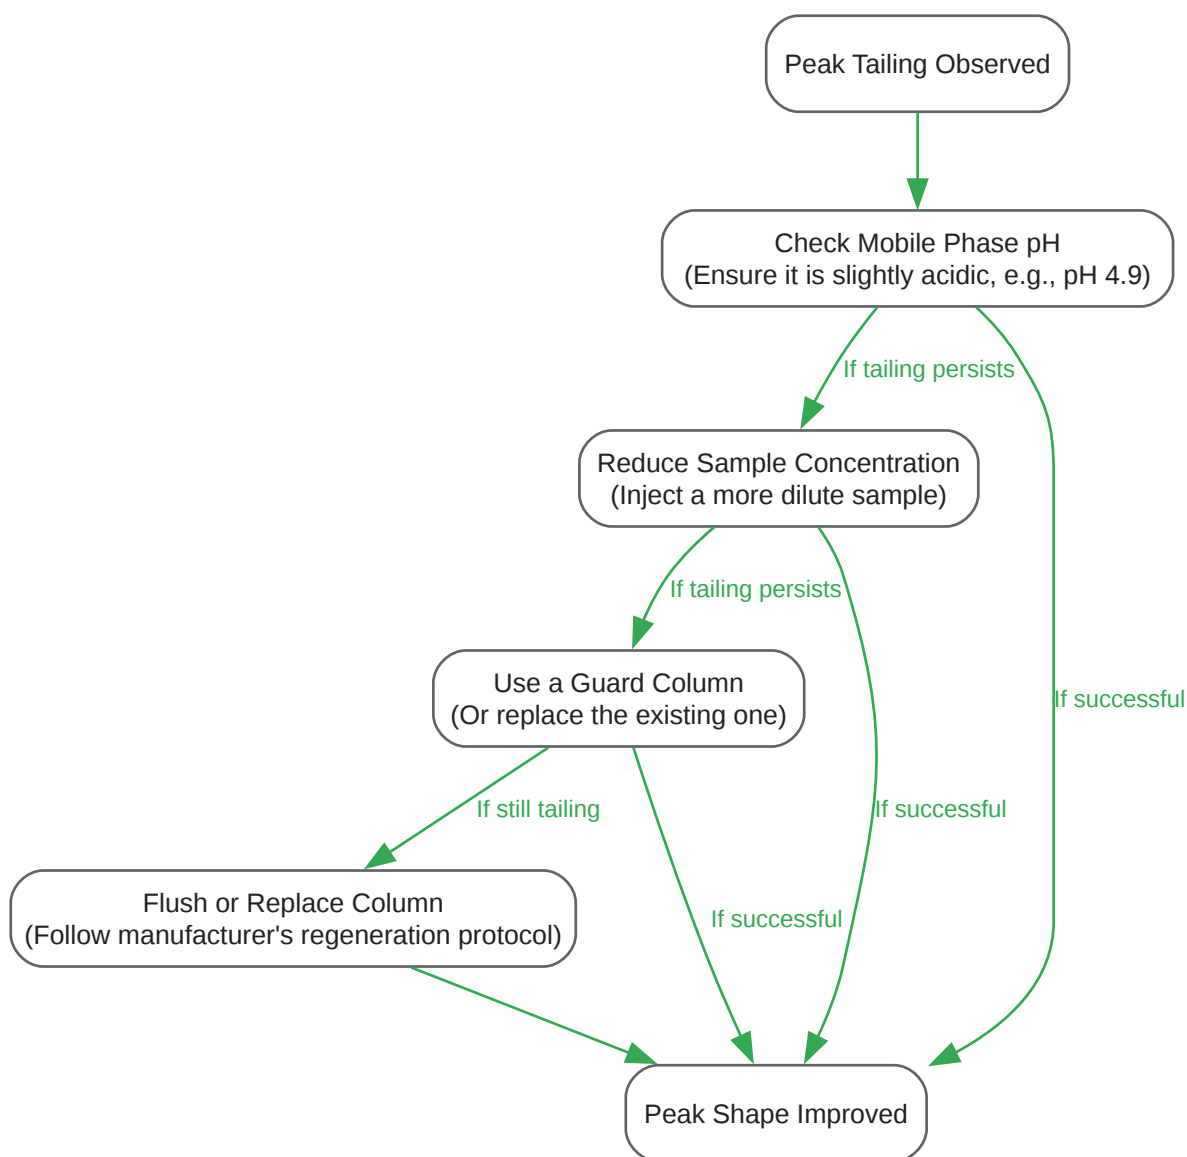 Peak Tailing Observed
Check Mobile Phase pH
(Ensure it is slightly acidic, e.g., pH 4.9)
If tailing persists
Reduce Sample Concentration
(Inject a more dilute sample)
If tailing persists
Use a Guard Column
(Or replace the existing one)
If successful
If still tailing
If successful
Flush or Replace Column
(Follow manufacturer's regeneration protocol)
If successful
Peak Shape Improved